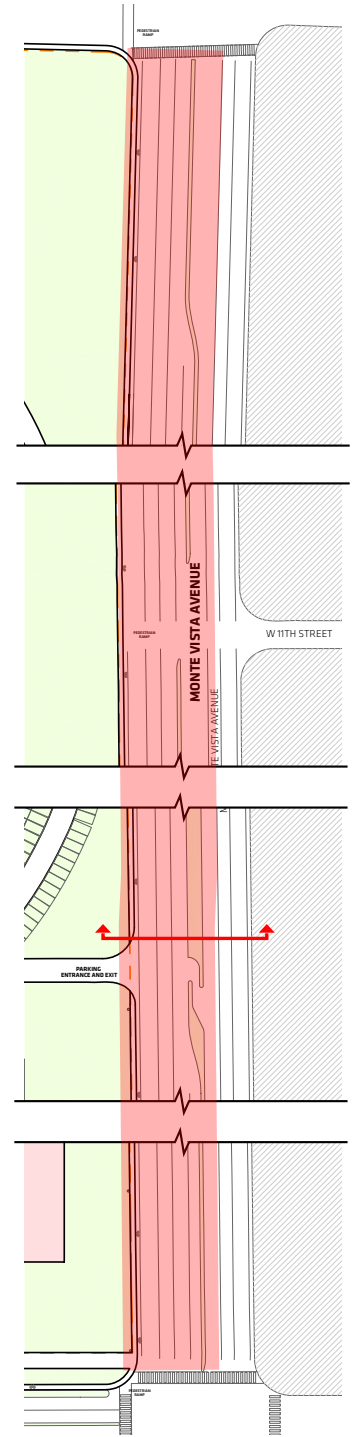 PEDESTRIAN
RAMP
MONTE VISTA AVENUE
PEDESTRIAN
RAMP
W 11TH STREET
TE VISTA AVENUE
M
PARKING
ENTRANCE AND EXIT
PEDESTRIAN
RAMP